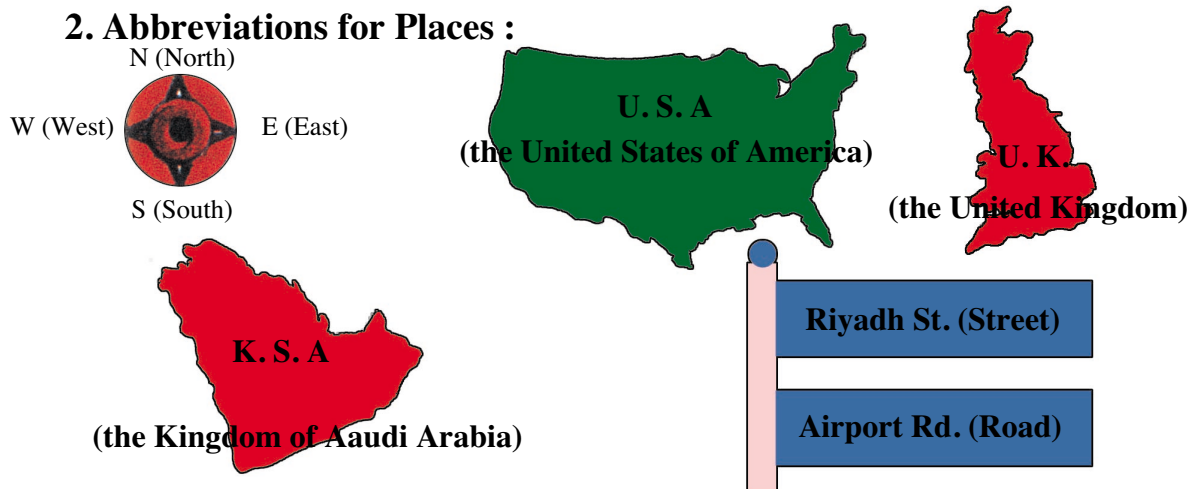 2. Abbreviations for Places :
N (North)
W (West)
E (East)
S (South)
U. S. A
(the United States of America)
U. K.
(the United Kingdom)
K. S. A
(the Kingdom of Aaudi Arabia)
Riyadh St. (Street)
Airport Rd. (Road)